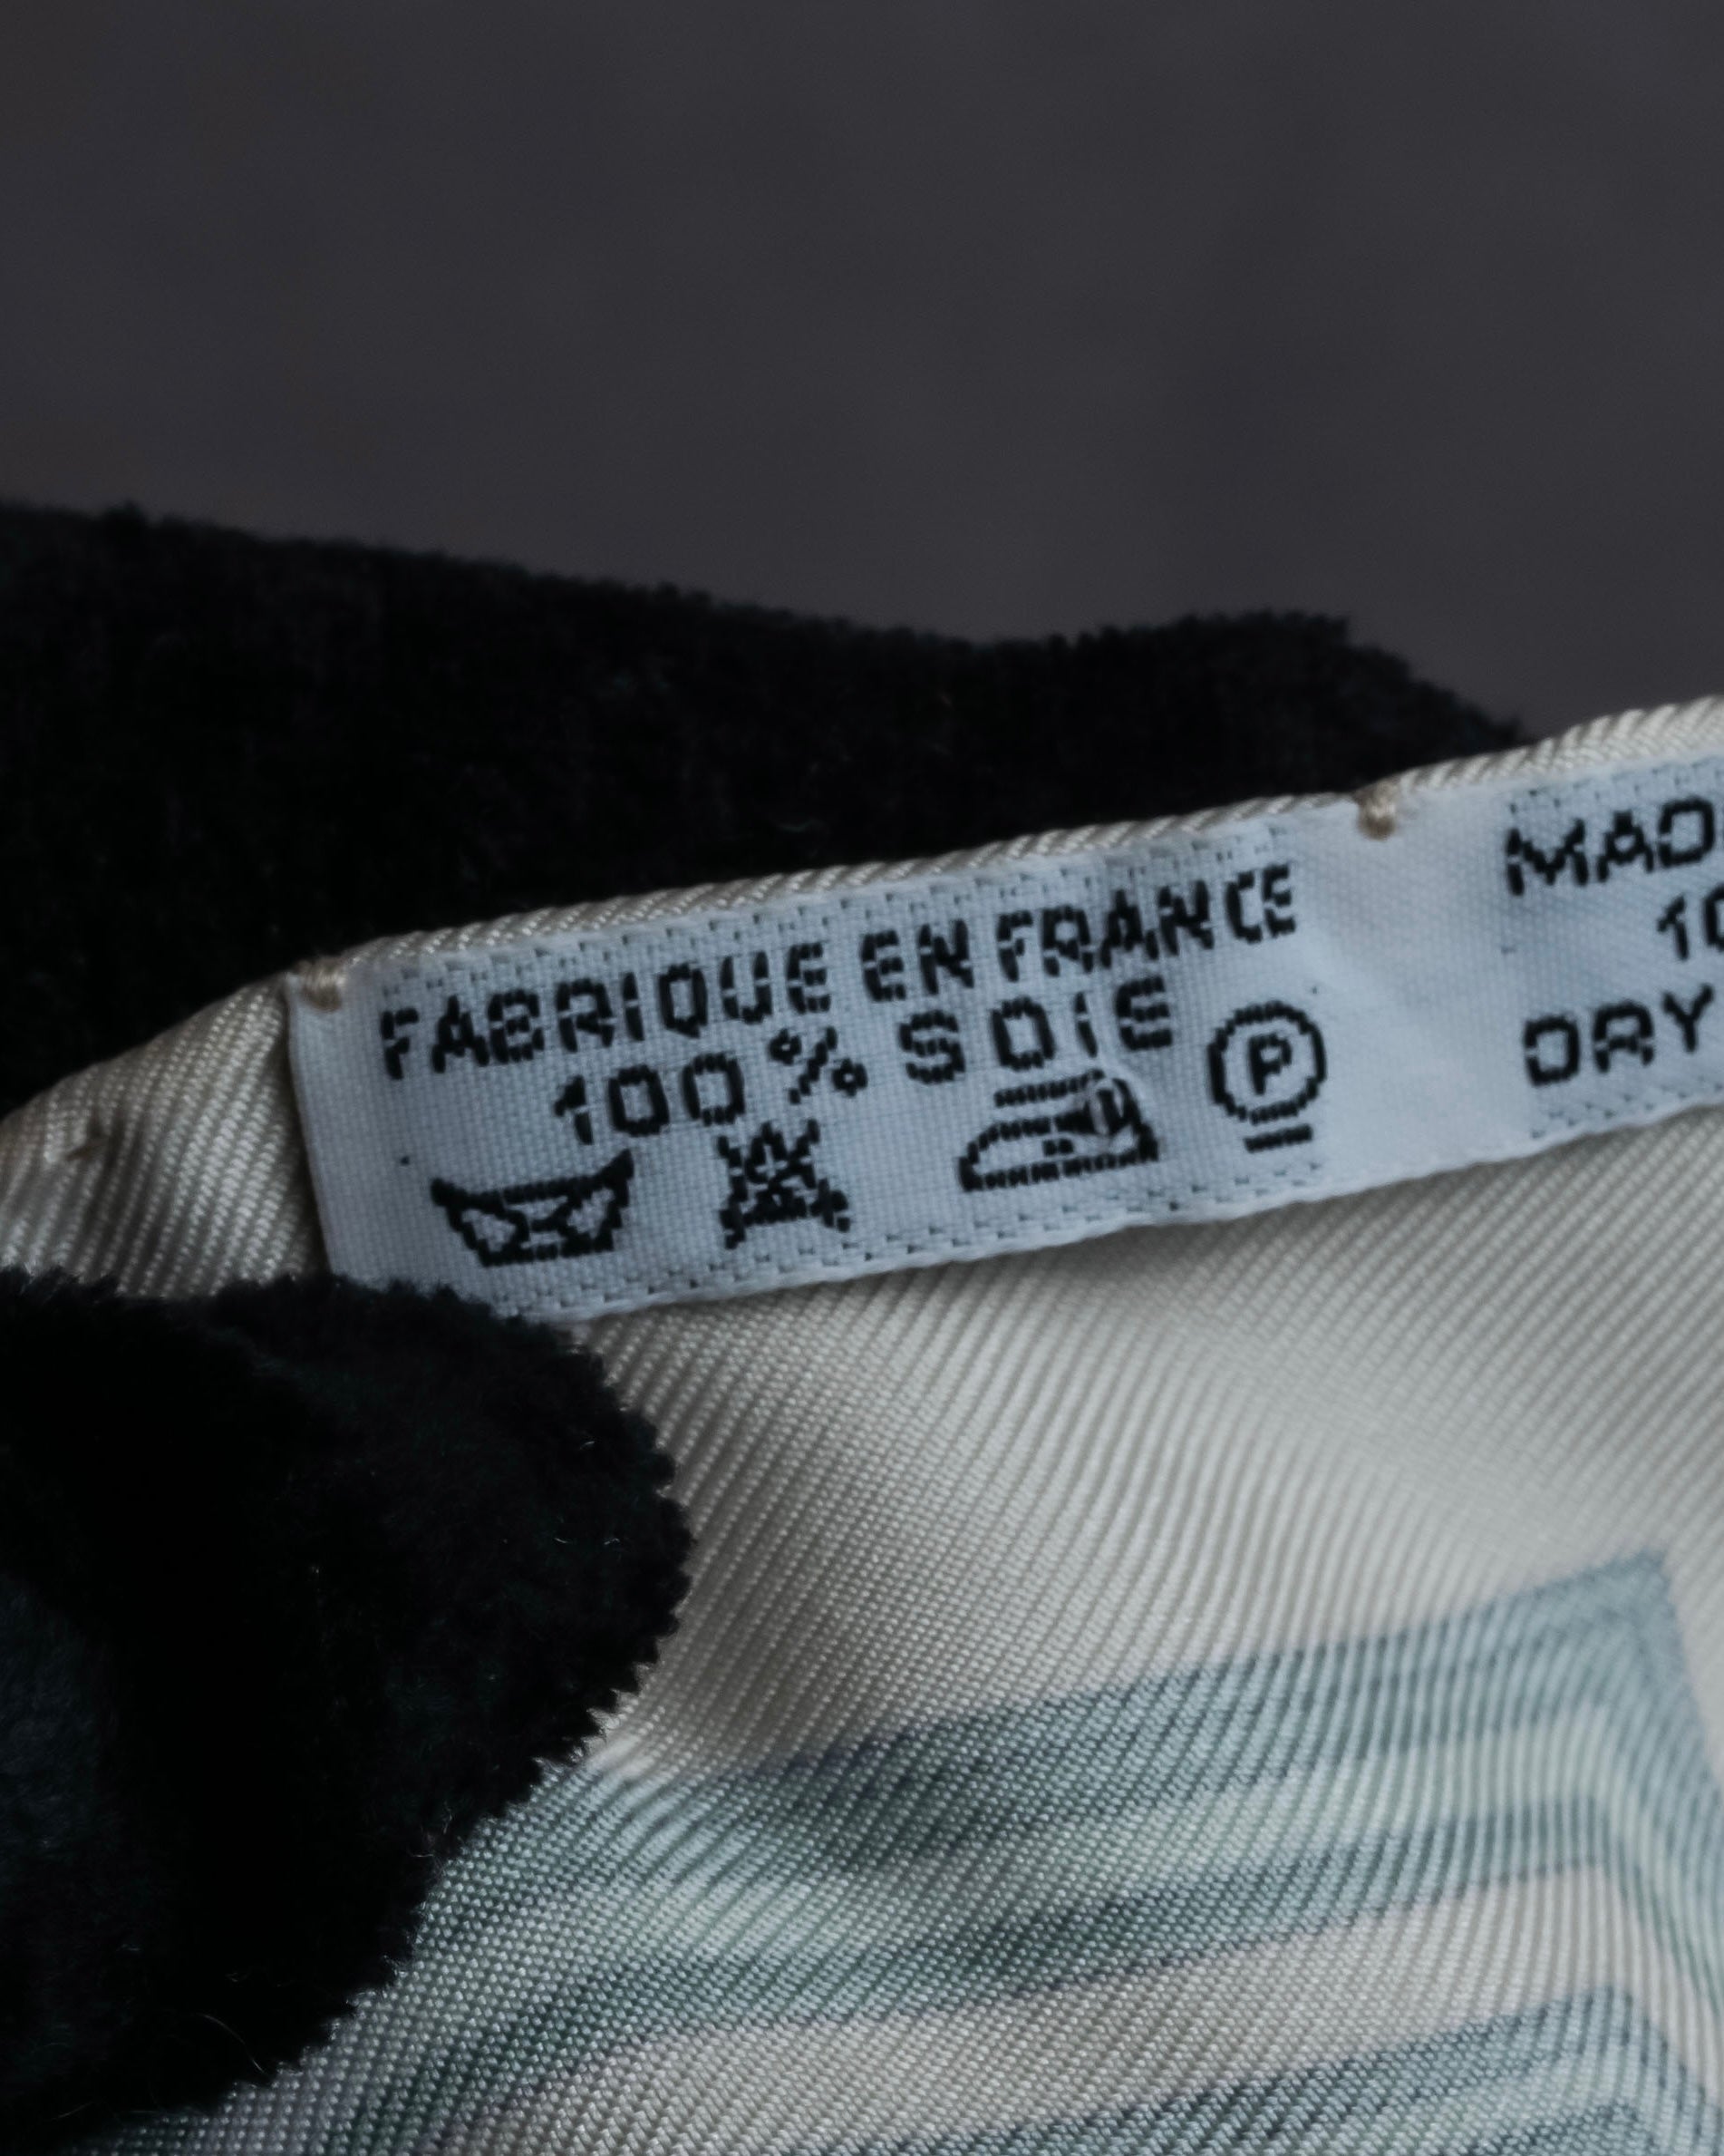 FABRIQUE EN FRANCE
100% SOIE
P
MAD
10
DRY